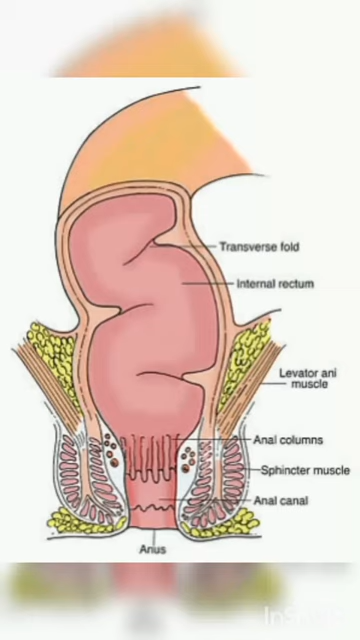 Transverse fold
Internal rectum
Levator ani
muscle
Anal columns
Sphincter muscle
Anal canal
Anus